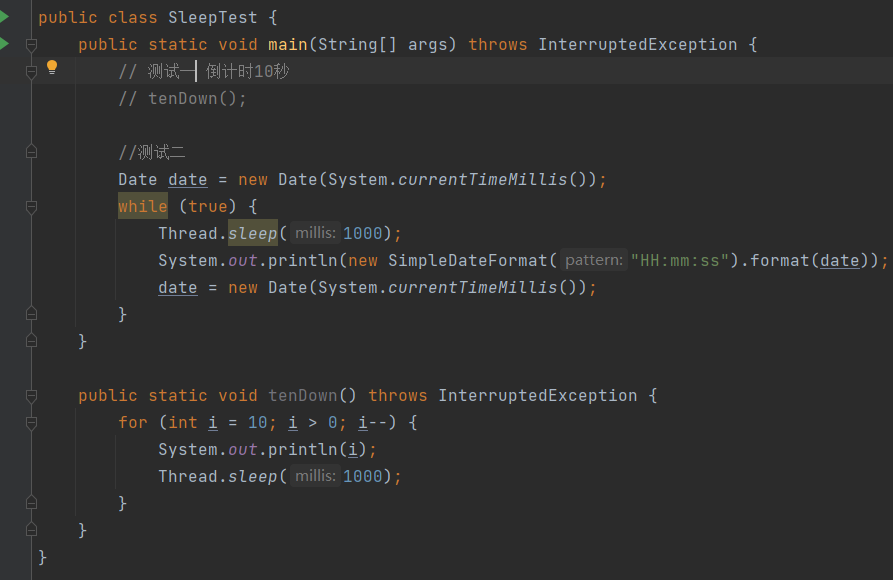 public class SleepTest {
public static void main(String[] args) throws InterruptedException {
// 测试一 倒计时10秒
// tenDown();
//测试二
Date date = new Date(System.currentTimeMillis());
while (true) {
Thread.sleep( millis: 1000);
System.out.println(new SimpleDateFormat( pattern: "HH:mm:ss").format(date));
date = new Date(System.currentTimeMillis());
}
}
public static void tenDown() throws InterruptedException {
for (int i = 10; i > 0; i--) {
System.out.println(i);
Thread.sleep( millis: 1000);
}
}
}